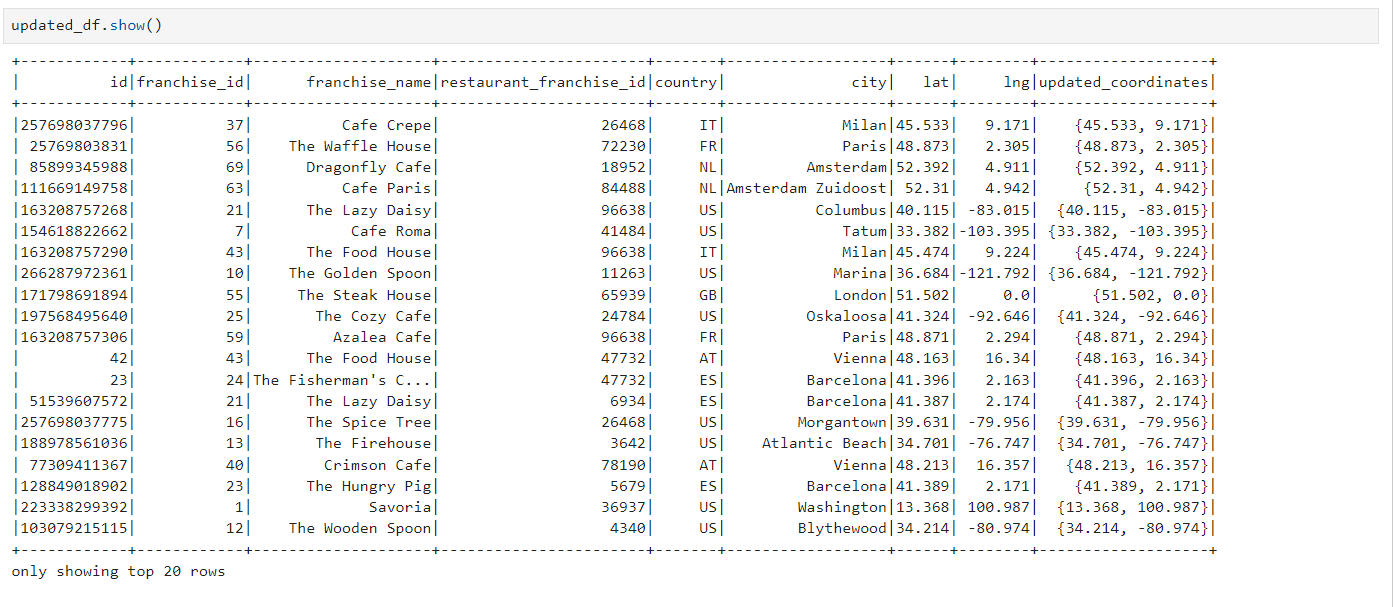 updated_df.show()
+------------+------------+--------------------+-----------------------+-------+------------------+------+--------+-------------------+
|          id|franchise_id|      franchise_name|restaurant_franchise_id|country|              city|   lat|     lng|updated_coordinates|
+------------+------------+--------------------+-----------------------+-------+------------------+------+--------+-------------------+
|257698037796|          37|          Cafe Crepe|                  26468|     IT|             Milan|45.533|   9.171|    {45.533, 9.171}|
| 25769803831|          56|    The Waffle House|                  72230|     FR|             Paris|48.873|   2.305|    {48.873, 2.305}|
| 85899345988|          69|      Dragonfly Cafe|                  18952|     NL|         Amsterdam|52.392|   4.911|    {52.392, 4.911}|
|111669149758|          63|          Cafe Paris|                  84488|     NL|Amsterdam Zuidoost| 52.31|   4.942|     {52.31, 4.942}|
|163208757268|          21|      The Lazy Daisy|                  96638|     US|          Columbus|40.115| -83.015|  {40.115, -83.015}|
|154618822662|           7|           Cafe Roma|                  41484|     US|             Tatum|33.382|-103.395| {33.382, -103.395}|
|163208757290|          43|      The Food House|                  96638|     IT|             Milan|45.474|   9.224|    {45.474, 9.224}|
|266287972361|          10|    The Golden Spoon|                  11263|     US|            Marina|36.684|-121.792| {36.684, -121.792}|
|171798691894|          55|     The Steak House|                  65939|     GB|            London|51.502|     0.0|      {51.502, 0.0}|
|197568495640|          25|       The Cozy Cafe|                  24784|     US|         Oskaloosa|41.324| -92.646|  {41.324, -92.646}|
|163208757306|          59|         Azalea Cafe|                  96638|     FR|             Paris|48.871|   2.294|    {48.871, 2.294}|
|          42|          43|      The Food House|                  47732|     AT|            Vienna|48.163|   16.34|    {48.163, 16.34}|
|          23|          24|The Fisherman's C...|                  47732|     ES|         Barcelona|41.396|   2.163|    {41.396, 2.163}|
| 51539607572|          21|      The Lazy Daisy|                   6934|     ES|         Barcelona|41.387|   2.174|    {41.387, 2.174}|
|257698037775|          16|      The Spice Tree|                  26468|     US|        Morgantown|39.631| -79.956|  {39.631, -79.956}|
|188978561036|          13|       The Firehouse|                   3642|     US|    Atlantic Beach|34.701| -76.747|  {34.701, -76.747}|
| 77309411367|          40|        Crimson Cafe|                  78190|     AT|            Vienna|48.213|  16.357|   {48.213, 16.357}|
|128849018902|          23|      The Hungry Pig|                   5679|     ES|         Barcelona|41.389|   2.171|    {41.389, 2.171}|
|223338299392|           1|            Savoria|                  36937|     US|        Washington|13.368| 100.987|  {13.368, 100.987}|
|103079215115|          12|    The Wooden Spoon|                   4340|     US|        Blythewood|34.214| -80.974|  {34.214, -80.974}|
+------------+------------+--------------------+-----------------------+-------+------------------+------+--------+-------------------+
only showing top 20 rows